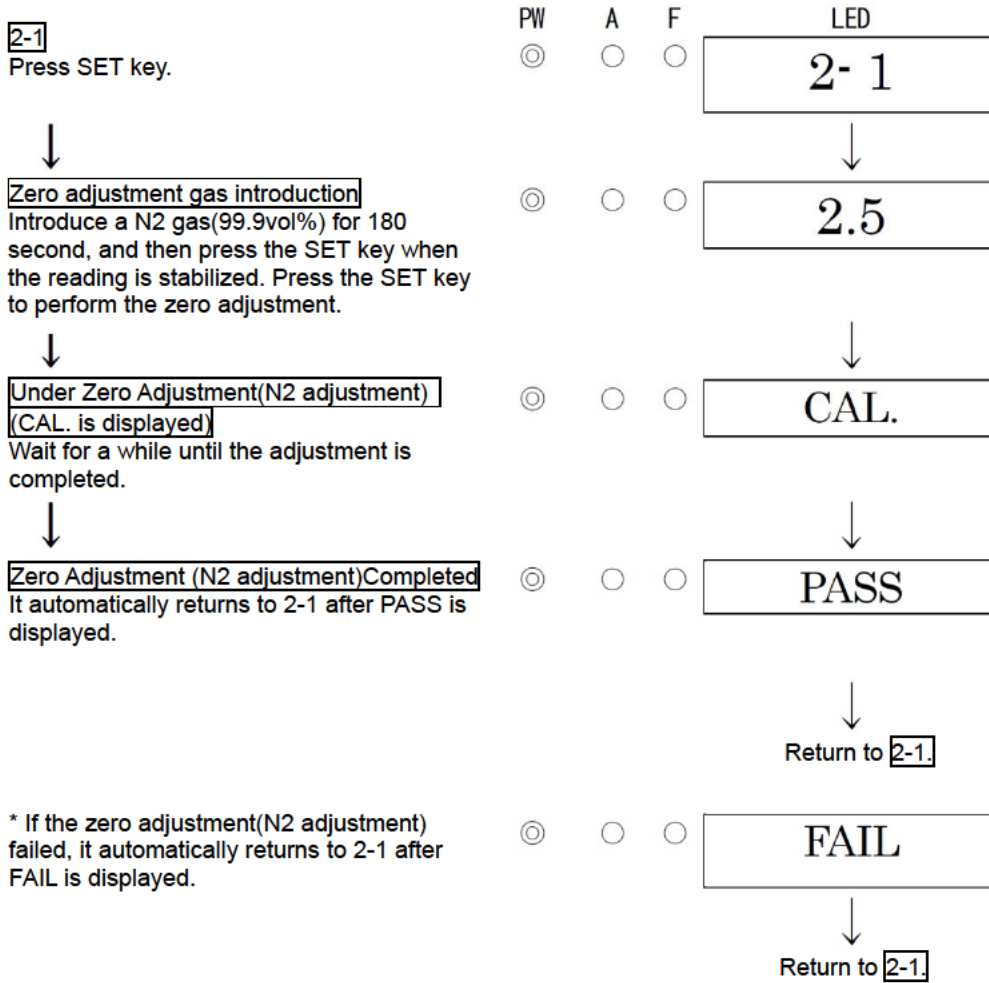 PW A F LED
2-1
Press SET key.
2- 1
Zero adjustment gas introduction
Introduce a N2 gas(99.9vol%) for 180
second, and then press the SET key when
the reading is stabilized. Press the SET key
to perform the zero adjustment.
2.5
Under Zero Adjustment(N2 adjustment)
(CAL. is displayed)
Wait for a while until the adjustment is
completed.
CAL.
Zero Adjustment (N2 adjustment)Completed
It automatically returns to 2-1 after PASS is
displayed.
PASS
Return to 2-1.
* If the zero adjustment(N2 adjustment)
failed, it automatically returns to 2-1 after
FAIL is displayed.
FAIL
Return to 2-1.